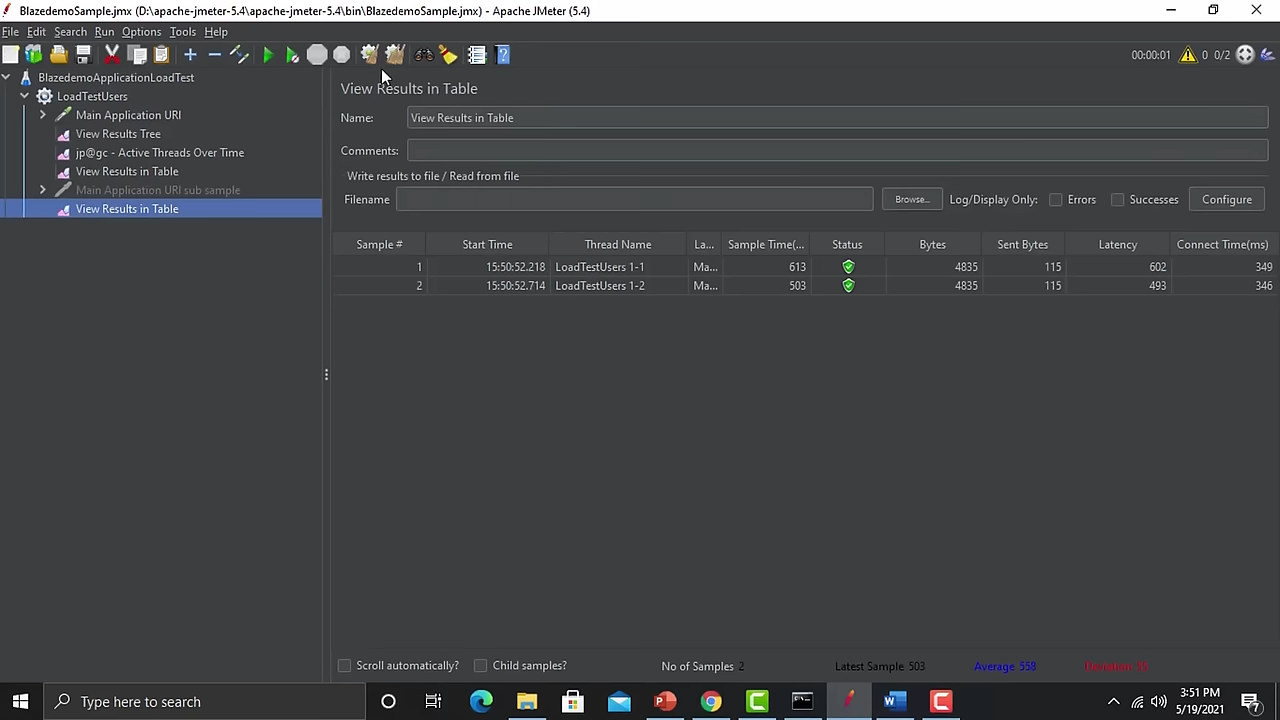 BlazedemoSample.jmx (D:\apache-jmeter-5.4\apache-jmeter-5.4\bin\BlazedemoSample.jmx) - Apache JMeter (5.4)
File Edit Search Run Options Tools Help
00:00:01 0 0/2
BlazedemoApplicationLoadTest
LoadTestUsers
Main Application URI
View Results Tree
jp@gc - Active Threads Over Time
View Results in Table
Main Application URI sub sample
View Results in Table
View Results in Table
Name: View Results in Table
Comments:
Write results to file / Read from file
Filename Browse... Log/Display Only: Errors Successes Configure
Sample # Start Time Thread Name La... Sample Time(... Status Bytes Sent Bytes Latency Connect Time(ms)
1 15:50:52.218 LoadTestUsers 1-1 Ma... 613 4835 115 602 349
2 15:50:52.714 LoadTestUsers 1-2 Ma... 503 4835 115 493 346
Scroll automatically? Child samples? No of Samples 2 Latest Sample 503 Average 558 Deviation 55
Type here to search
3:51 PM
5/19/2021
7